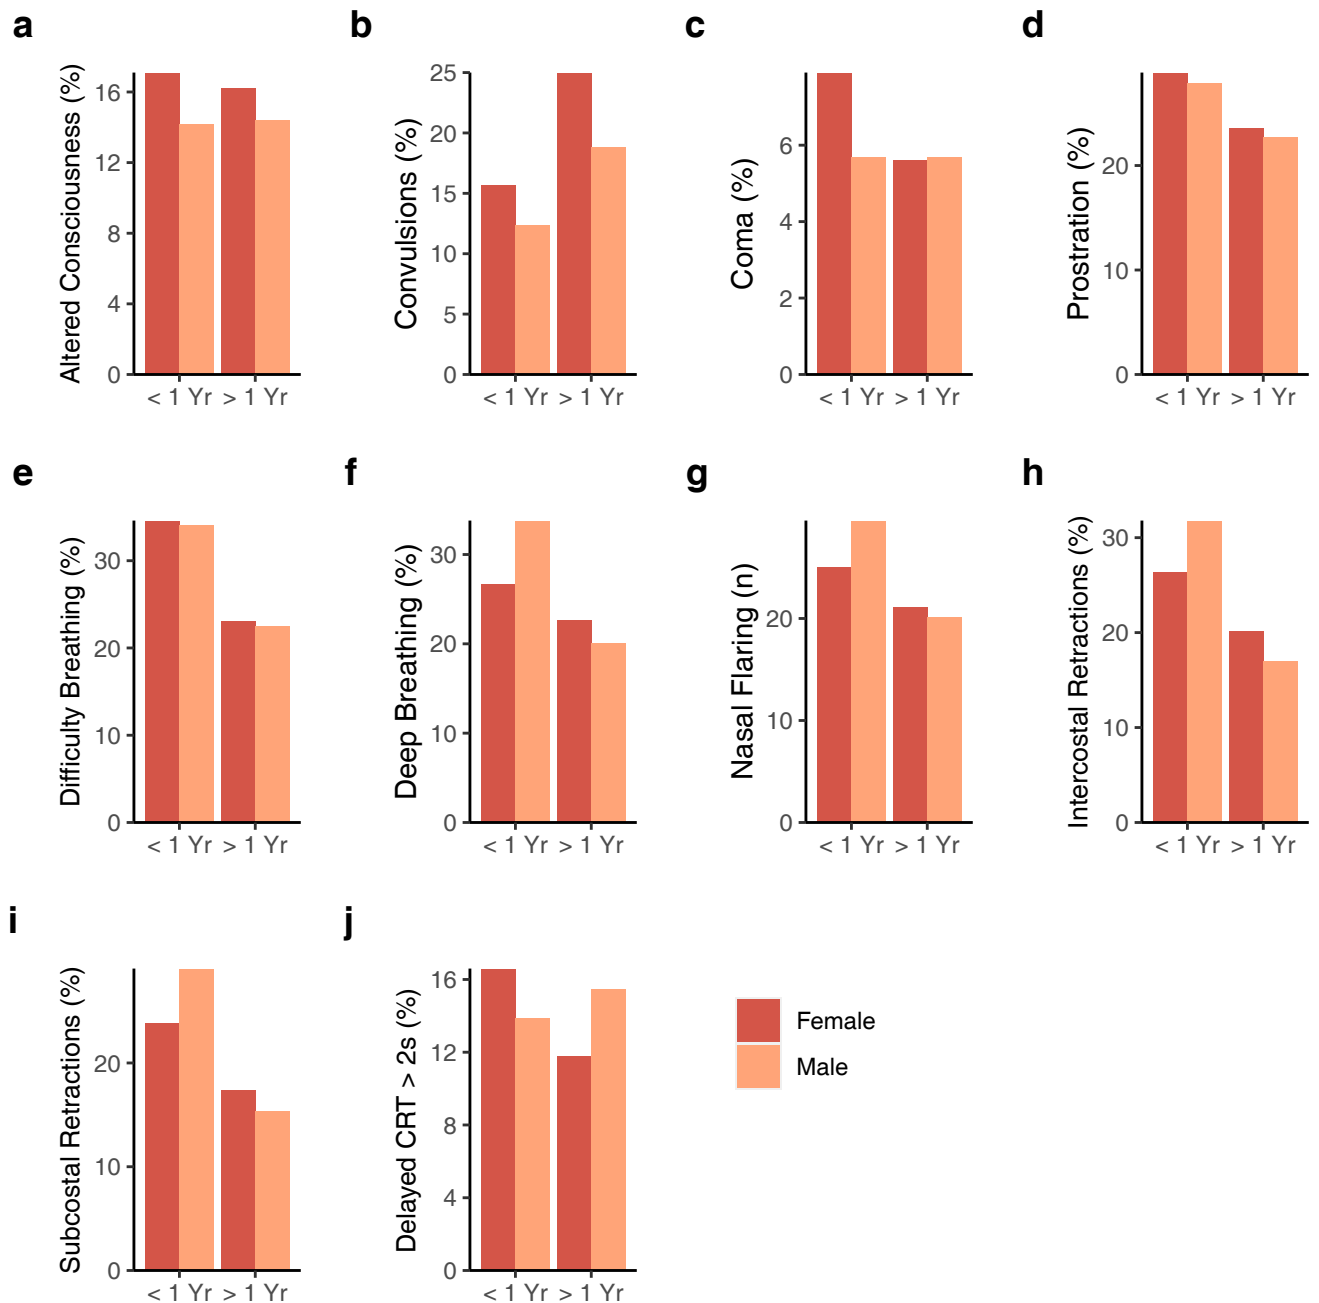 a
Altered Consciousness (%)
16
12
8
4
0
< 1 Yr > 1 Yr
b
Convulsions (%)
25
20
15
10
5
0
< 1 Yr > 1 Yr
c
Coma (%)
6
4
2
0
< 1 Yr > 1 Yr
d
Prostration (%)
20
10
0
< 1 Yr > 1 Yr
e
Difficulty Breathing (%)
30
20
10
0
< 1 Yr > 1 Yr
f
Deep Breathing (%)
30
20
10
0
< 1 Yr > 1 Yr
g
Nasal Flaring (n)
20
10
0
< 1 Yr > 1 Yr
h
Intercostal Retractions (%)
30
20
10
0
< 1 Yr > 1 Yr
i
Subcostal Retractions (%)
20
10
0
< 1 Yr > 1 Yr
j
Delayed CRT > 2s (%)
16
12
8
4
0
< 1 Yr > 1 Yr
Female
Male